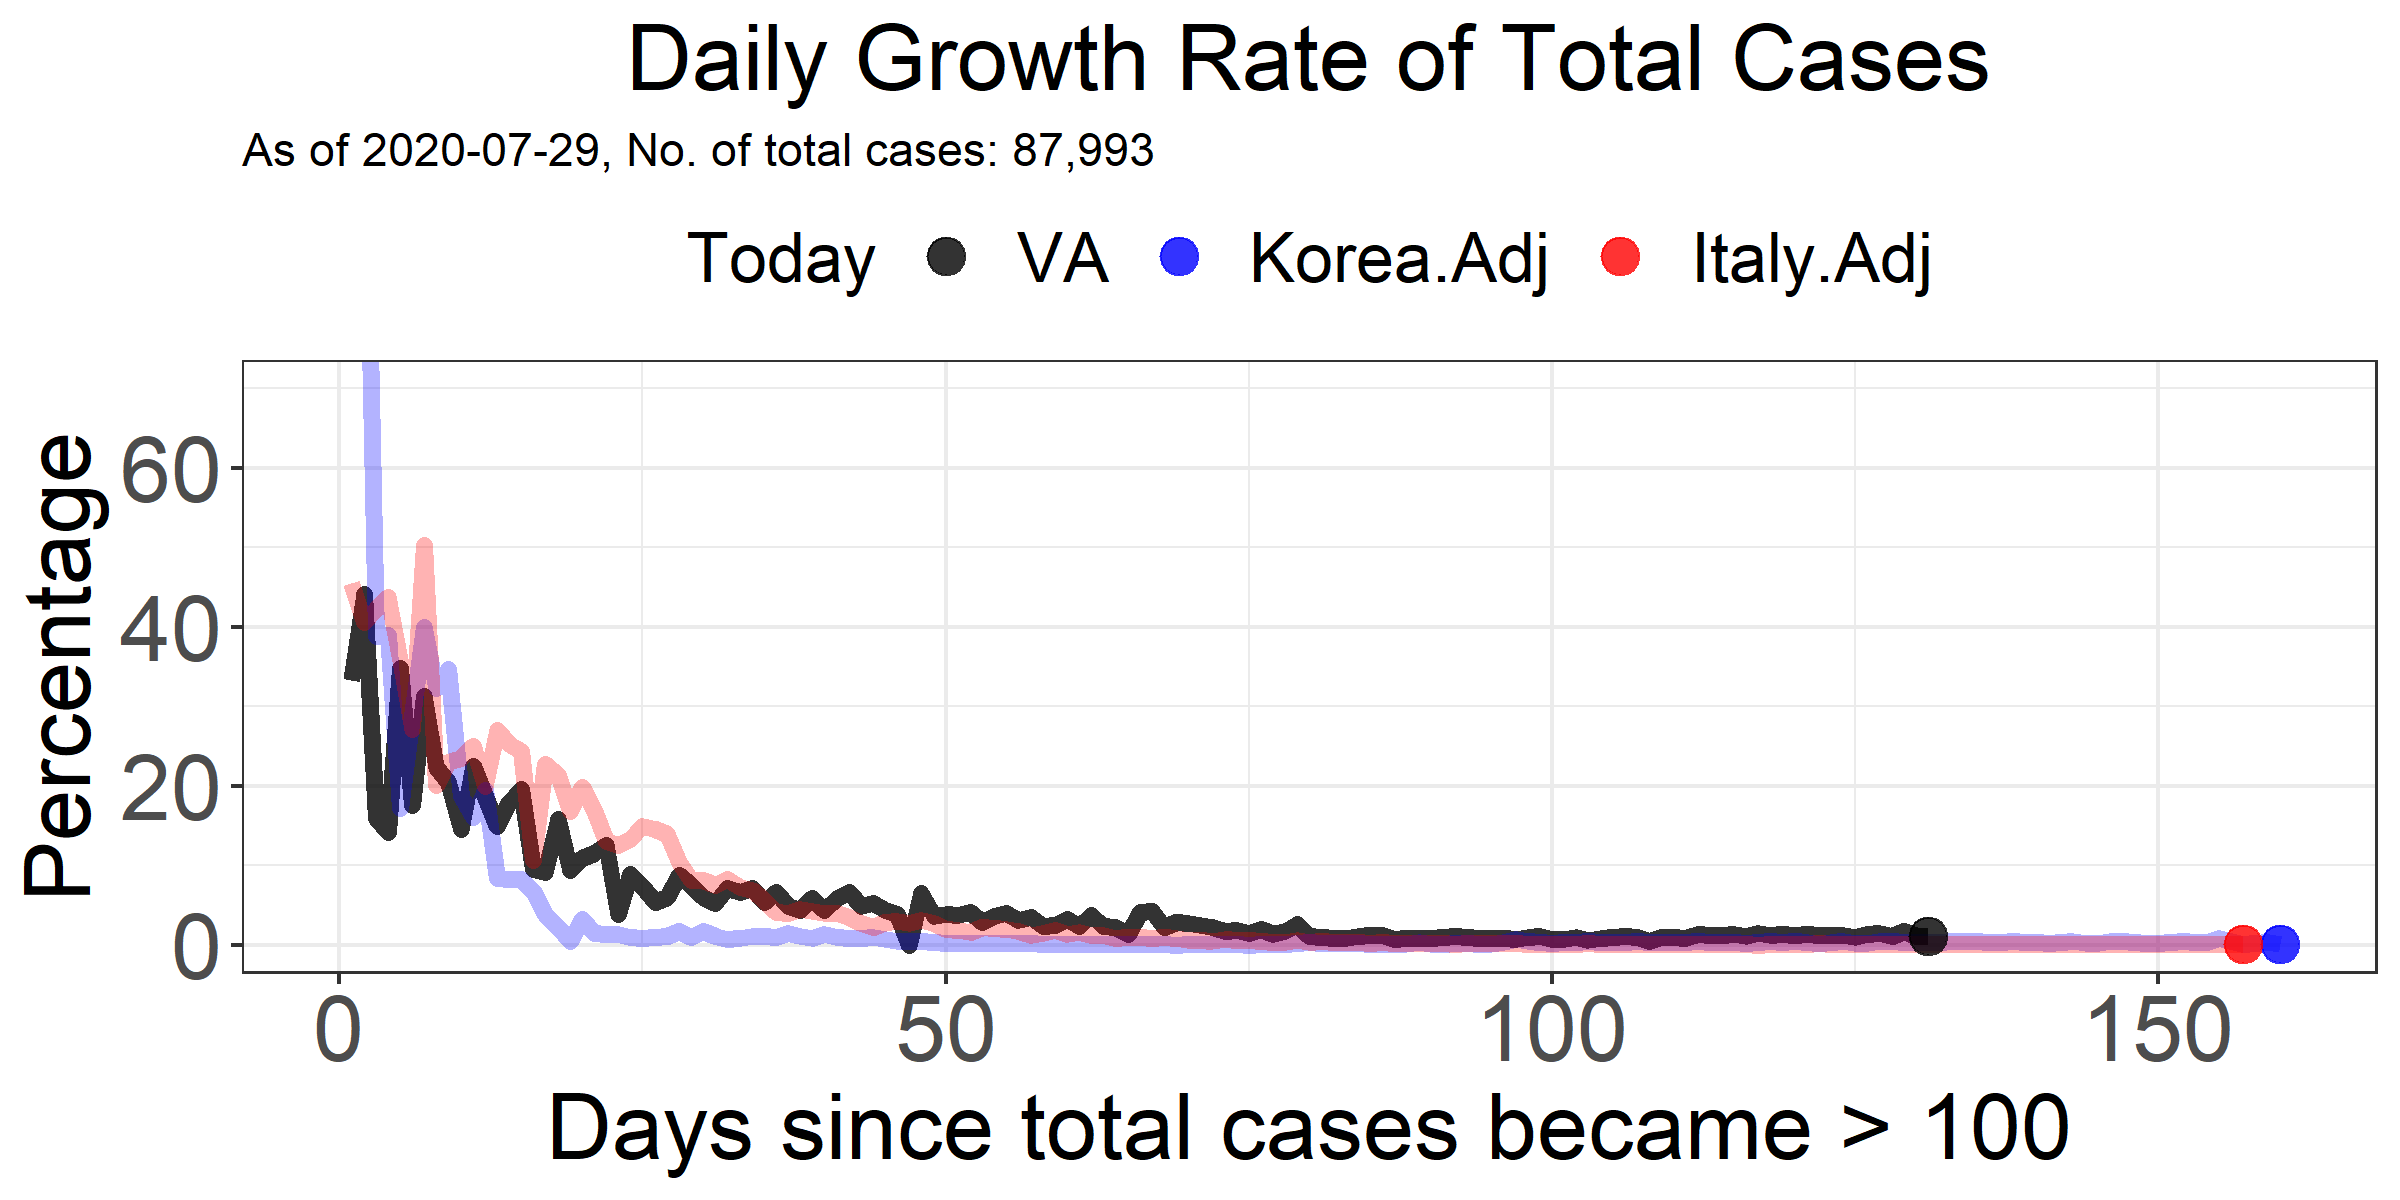 Daily Growth Rate of Total Cases
As of 2020-07-29, No. of total cases: 87,993
Today VA Korea.Adj Italy.Adj
Percentage
60
40
20
0
0 50 100 150
Days since total cases became > 100